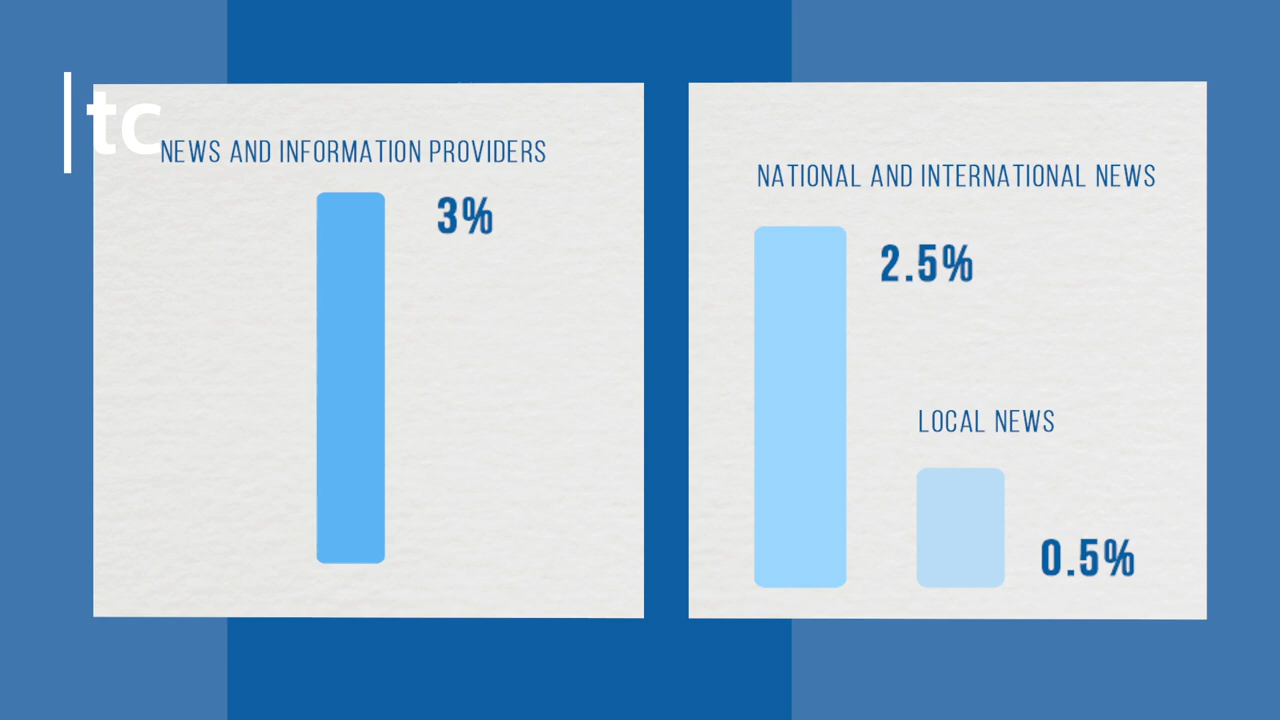 tc
NEWS AND INFORMATION PROVIDERS
3%
NATIONAL AND INTERNATIONAL NEWS
2.5%
LOCAL NEWS
0.5%